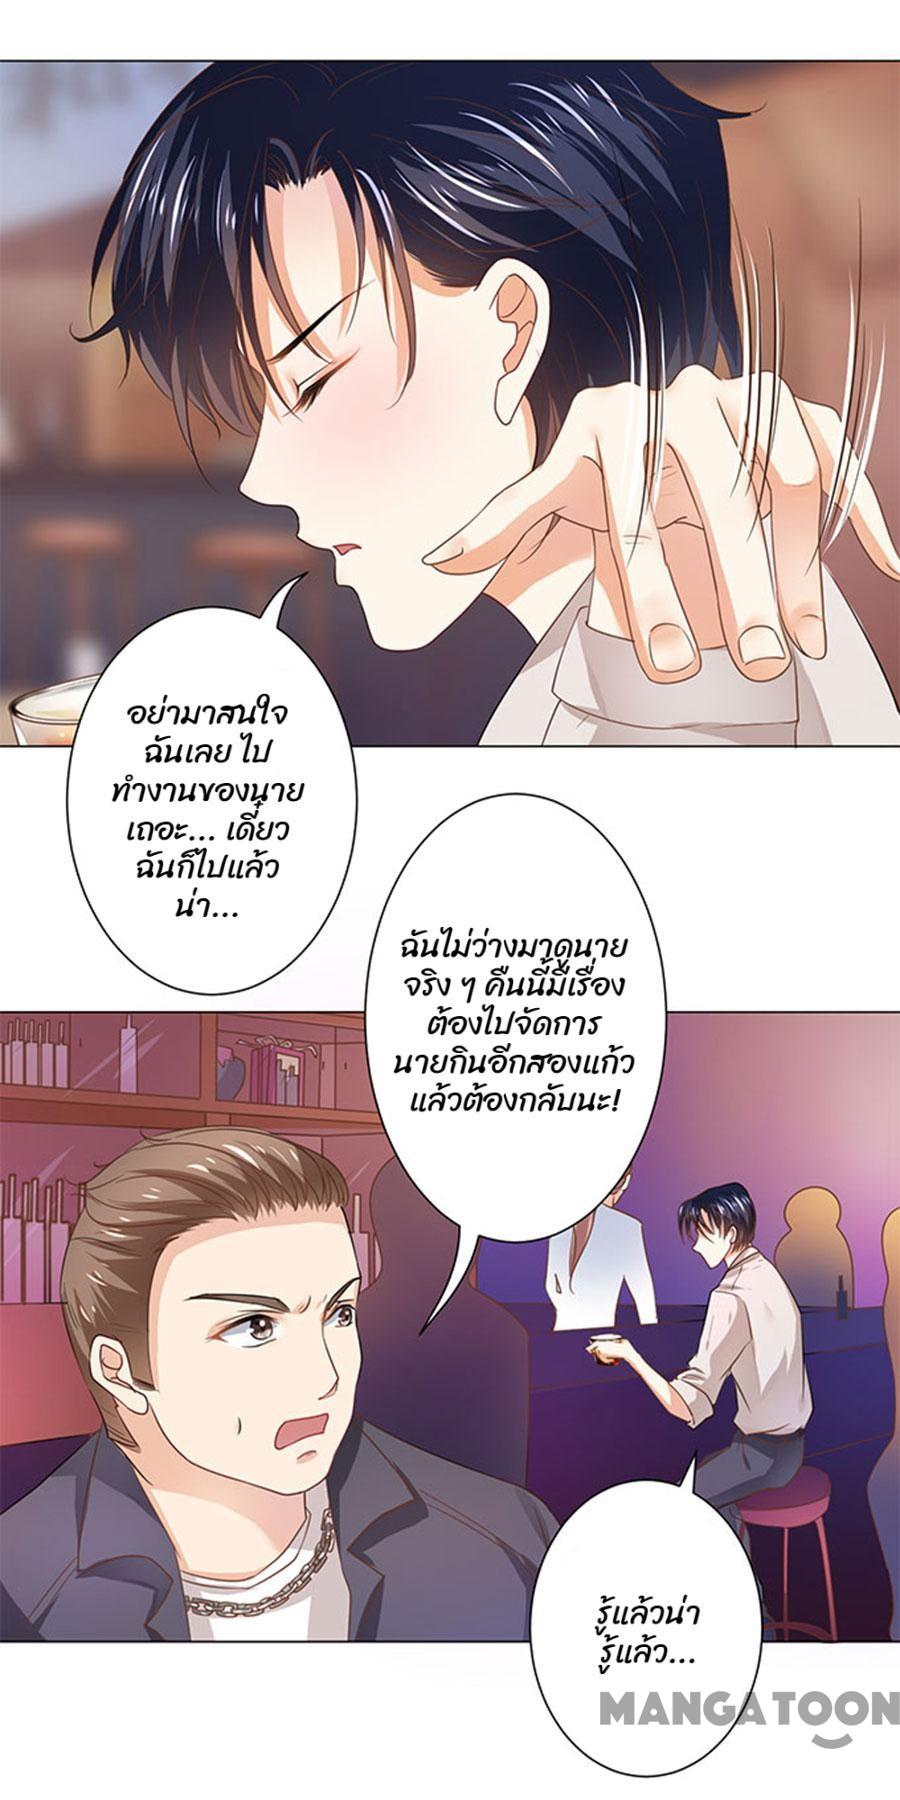 อย่ามาสนใจ
ฉันเลย ไป
ทำงานของนาย
เถอะ... เดี๋ยว
ฉันก็ไปแล้ว
น่า...
ฉันไม่ว่างมาดูนาย
จริง ๆ คืนนี้มีเรื่อง
ต้องไปจัดการ
นายกินอีกสองแก้ว
แล้วต้องกลับนะ!
รู้แล้วน่า
รู้แล้ว...
MANGATOON